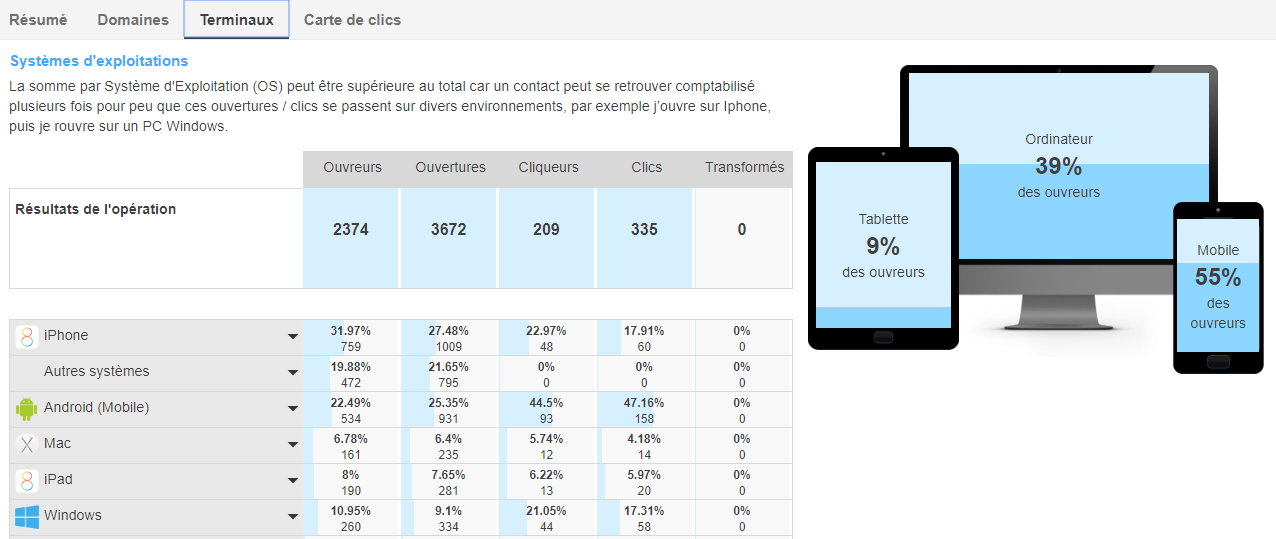 Résumé Domaines Terminaux Carte de clics
Systèmes d'exploitations
La somme par Système d'Exploitation (OS) peut être supérieure au total car un contact peut se retrouver comptabilisé
plusieurs fois pour peu que ces ouvertures / clics se passent sur divers environnements, par exemple j'ouvre sur Iphone,
puis je rouvre sur un PC Windows.
Ouvreurs Ouvertures Cliqueurs Clics Transformés
Résultats de l'opération
2374 3672 209 335 0
iPhone 31.97% 27.48% 22.97% 17.91% 0%
759 1009 48 60 0
Autres systèmes 19.88% 21.65% 0% 0% 0%
472 795 0 0 0
Android (Mobile) 22.49% 25.35% 44.5% 47.16% 0%
534 931 93 158 0
Mac 6.78% 6.4% 5.74% 4.18% 0%
161 235 12 14 0
iPad 8% 7.65% 6.22% 5.97% 0%
190 281 13 20 0
Windows 10.95% 9.1% 21.05% 17.31% 0%
260 334 44 58 0
Tablette
9%
des ouvreurs
Ordinateur
39%
des ouvreurs
Mobile
55%
des
ouvreurs